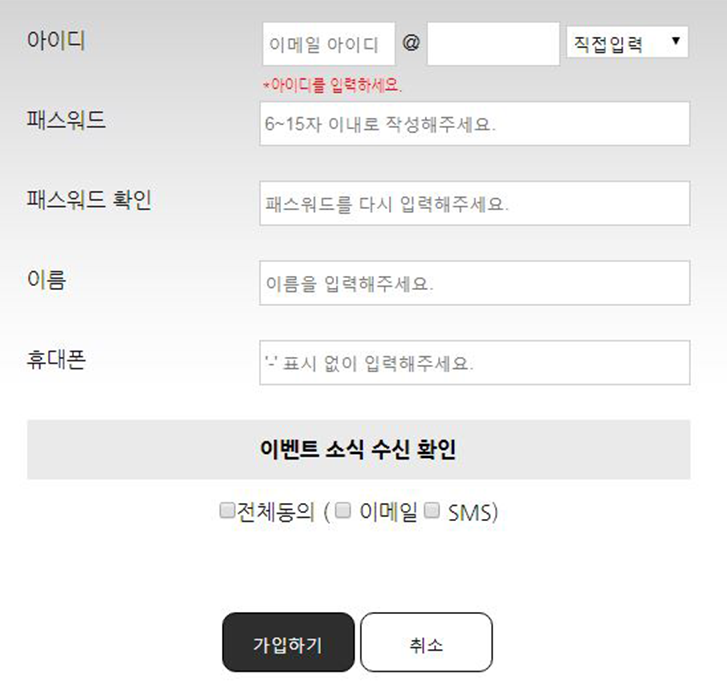 아이디 이메일 아이디 @ 직접입력 ▼
*아이디를 입력하세요.
패스워드 6~15자 이내로 작성해주세요.
패스워드 확인 패스워드를 다시 입력해주세요.
이름 이름을 입력해주세요.
휴대폰 '-' 표시 없이 입력해주세요.
이벤트 소식 수신 확인
전체동의 ( 이메일 SMS)
가입하기 취소